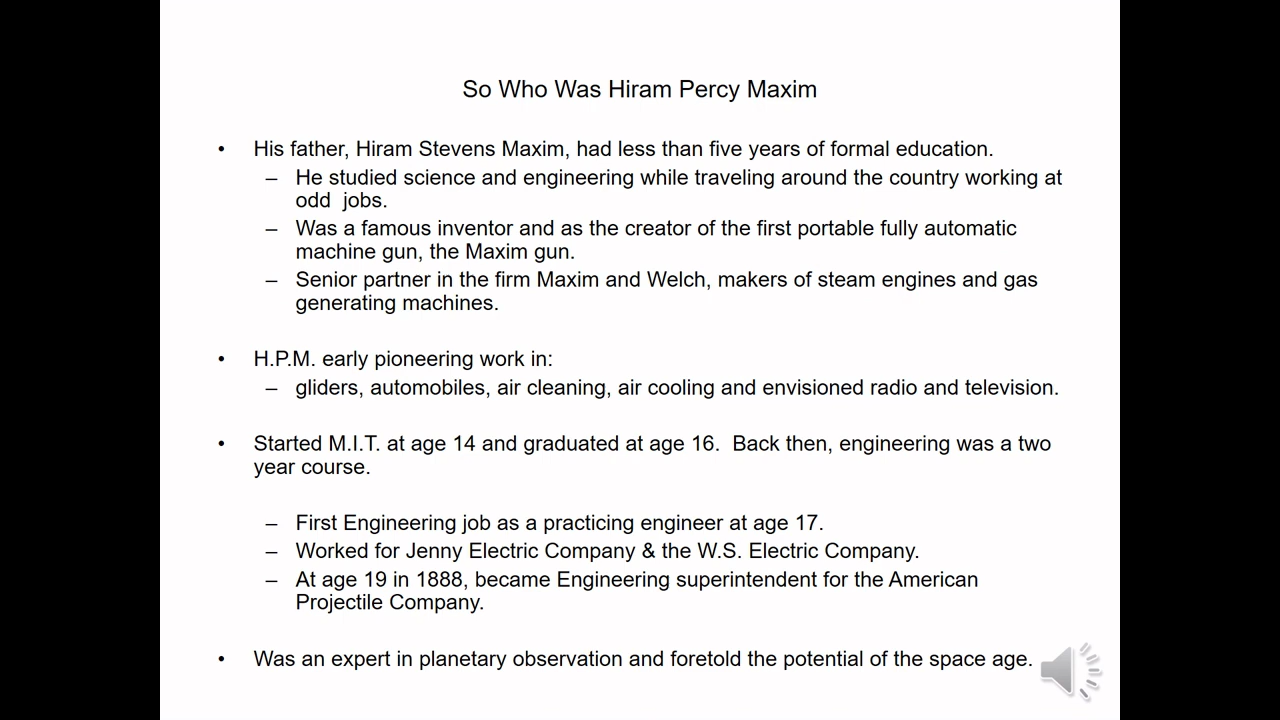 So Who Was Hiram Percy Maxim
• His father, Hiram Stevens Maxim, had less than five years of formal education.
– He studied science and engineering while traveling around the country working at
odd  jobs.
– Was a famous inventor and as the creator of the first portable fully automatic
machine gun, the Maxim gun.
– Senior partner in the firm Maxim and Welch, makers of steam engines and gas
generating machines.
• H.P.M. early pioneering work in:
– gliders, automobiles, air cleaning, air cooling and envisioned radio and television.
• Started M.I.T. at age 14 and graduated at age 16.  Back then, engineering was a two
year course.
– First Engineering job as a practicing engineer at age 17.
– Worked for Jenny Electric Company & the W.S. Electric Company.
– At age 19 in 1888, became Engineering superintendent for the American
Projectile Company.
• Was an expert in planetary observation and foretold the potential of the space age.